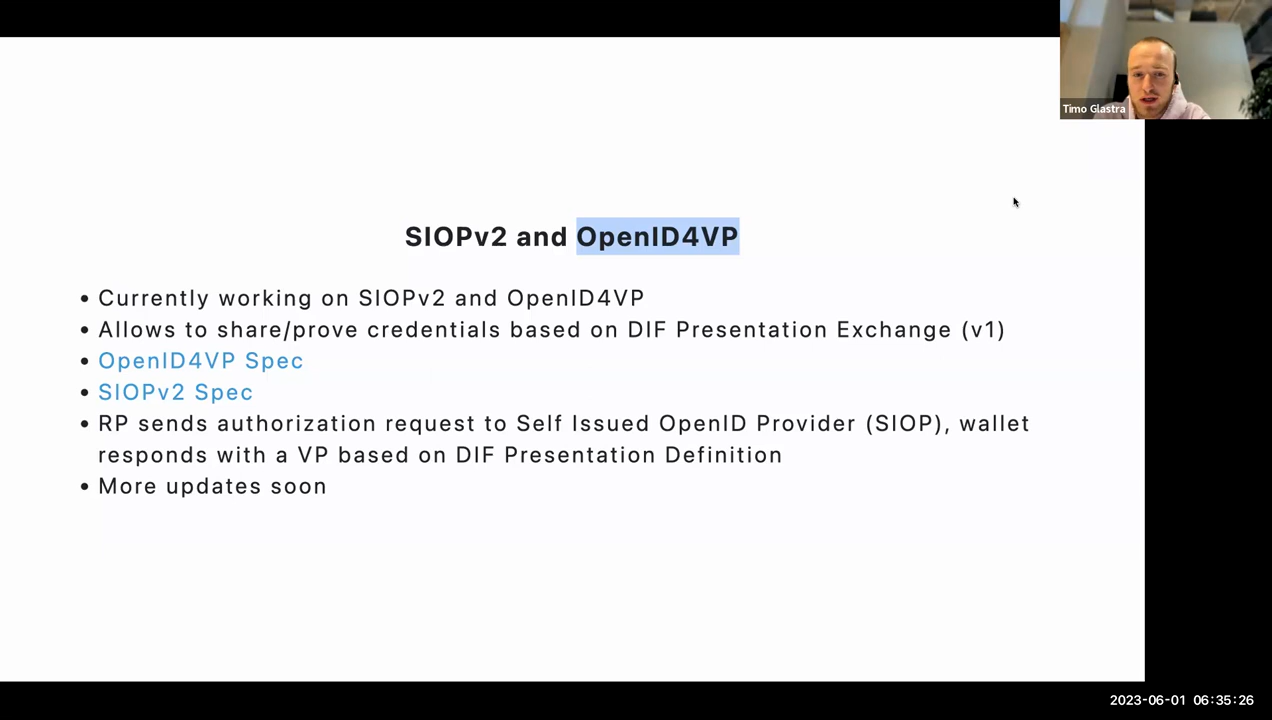 Timo Glastra
SIOPv2 and OpenID4VP
• Currently working on SIOPv2 and OpenID4VP
• Allows to share/prove credentials based on DIF Presentation Exchange (v1)
• OpenID4VP Spec
• SIOPv2 Spec
• RP sends authorization request to Self Issued OpenID Provider (SIOP), wallet
responds with a VP based on DIF Presentation Definition
• More updates soon
2023-06-01 06:35:26